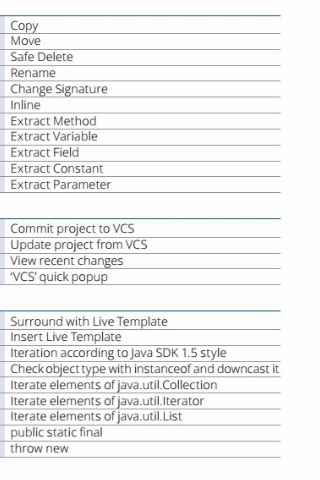 Copy
Move
Safe Delete
Rename
Change Signature
Inline
Extract Method
Extract Variable
Extract Field
Extract Constant
Extract Parameter
Commit project to VCS
Update project from VCS
View recent changes
‘VCS’ quick popup
Surround with Live Template
Insert Live Template
Iteration according to Java SDK 1.5 style
Check object type with instanceof and downcast it
Iterate elements of java.util.Collection
Iterate elements of java.util.Iterator
Iterate elements of java.util.List
public static final
throw new